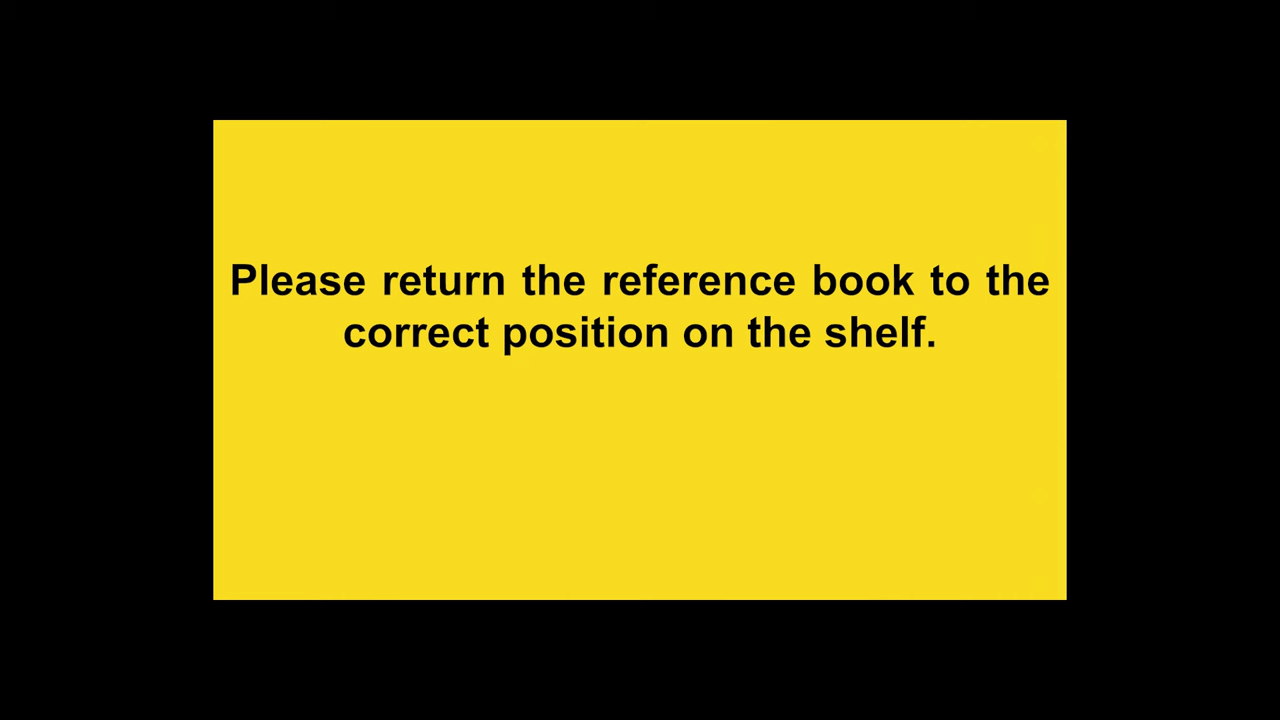 Please return the reference book to the
correct position on the shelf.